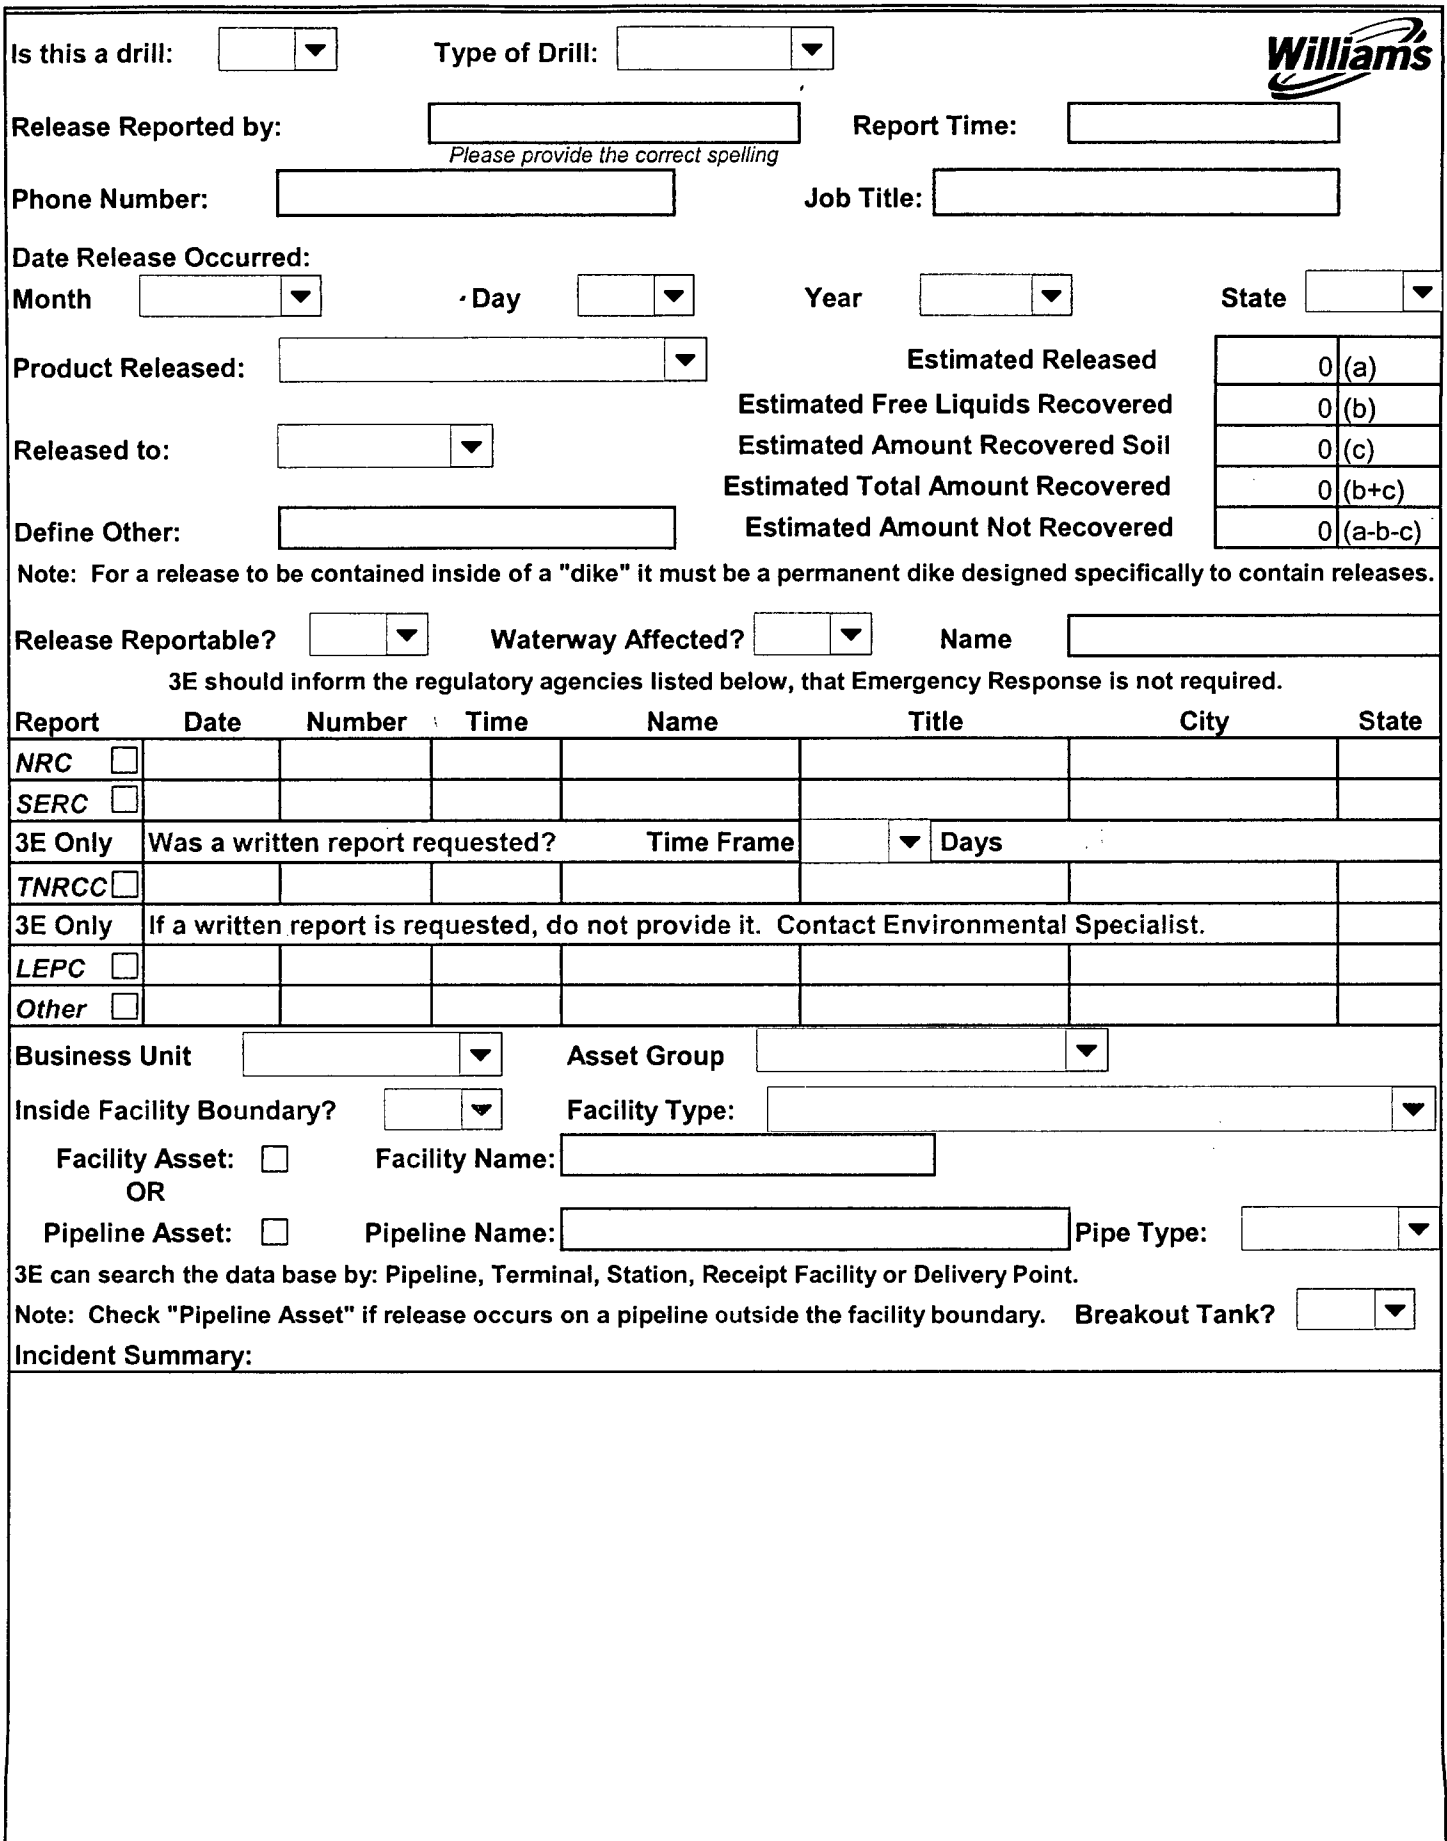 Is this a drill: Type of Drill: Williams
Release Reported by: Report Time:
Please provide the correct spelling
Phone Number: Job Title:
Date Release Occurred:
Month Day Year State
Product Released: Estimated Released 0 (a)
Estimated Free Liquids Recovered 0 (b)
Released to: Estimated Amount Recovered Soil 0 (c)
Estimated Total Amount Recovered 0 (b+c)
Define Other: Estimated Amount Not Recovered 0 (a-b-c)
Note: For a release to be contained inside of a "dike" it must be a permanent dike designed specifically to contain releases.
Release Reportable? Waterway Affected? Name
3E should inform the regulatory agencies listed below, that Emergency Response is not required.
Report Date Number Time Name Title City State
NRC
SERC
3E Only Was a written report requested? Time Frame Days
TNRCC
3E Only If a written report is requested, do not provide it. Contact Environmental Specialist.
LEPC
Other
Business Unit Asset Group
Inside Facility Boundary? Facility Type:
Facility Asset: Facility Name:
OR
Pipeline Asset: Pipeline Name: Pipe Type:
3E can search the data base by: Pipeline, Terminal, Station, Receipt Facility or Delivery Point.
Note: Check "Pipeline Asset" if release occurs on a pipeline outside the facility boundary. Breakout Tank?
Incident Summary: